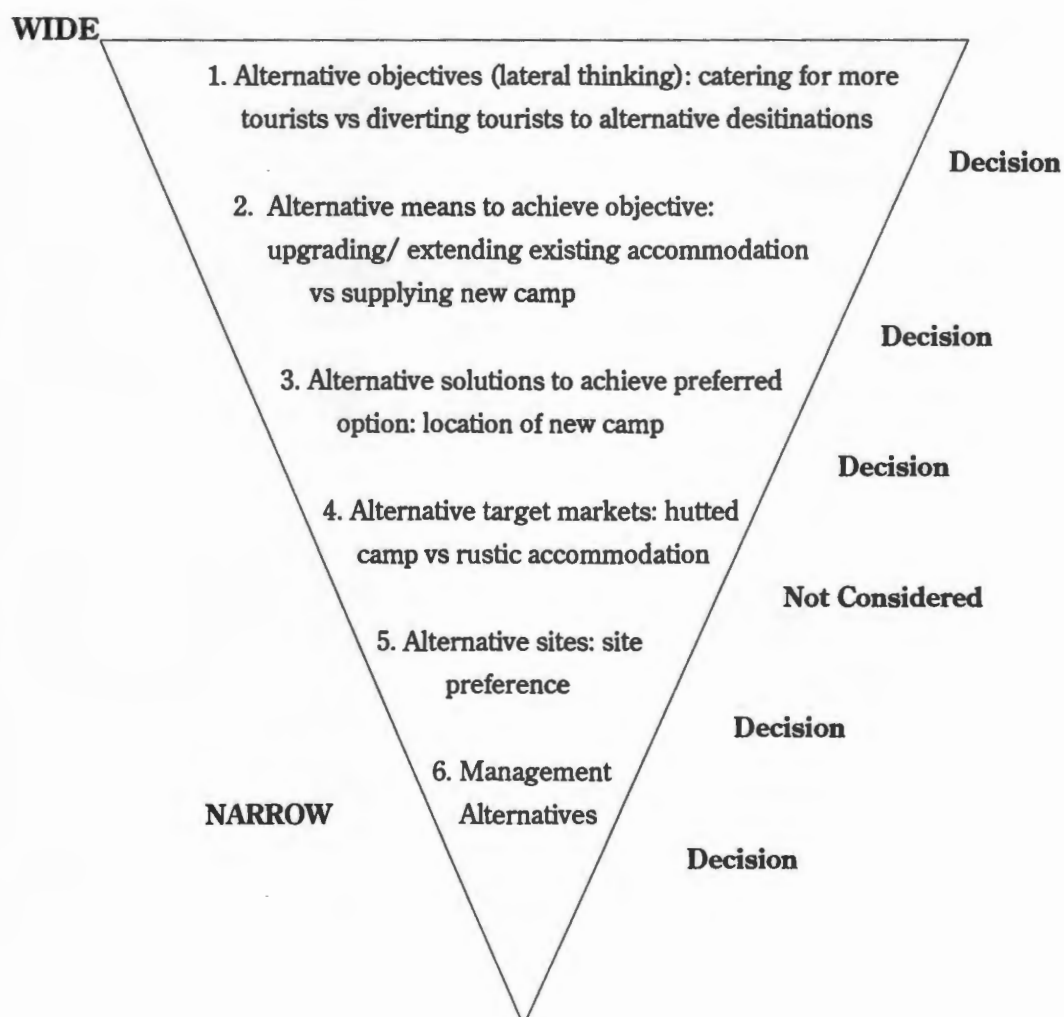 WIDE
1. Alternative objectives (lateral thinking): catering for more
tourists vs diverting tourists to alternative desitinations
Decision
2. Alternative means to achieve objective:
upgrading/ extending existing accommodation
vs supplying new camp
Decision
3. Alternative solutions to achieve preferred
option: location of new camp
Decision
4. Alternative target markets: hutted
camp vs rustic accommodation
Not Considered
5. Alternative sites: site
preference
Decision
6. Management
Alternatives
NARROW
Decision